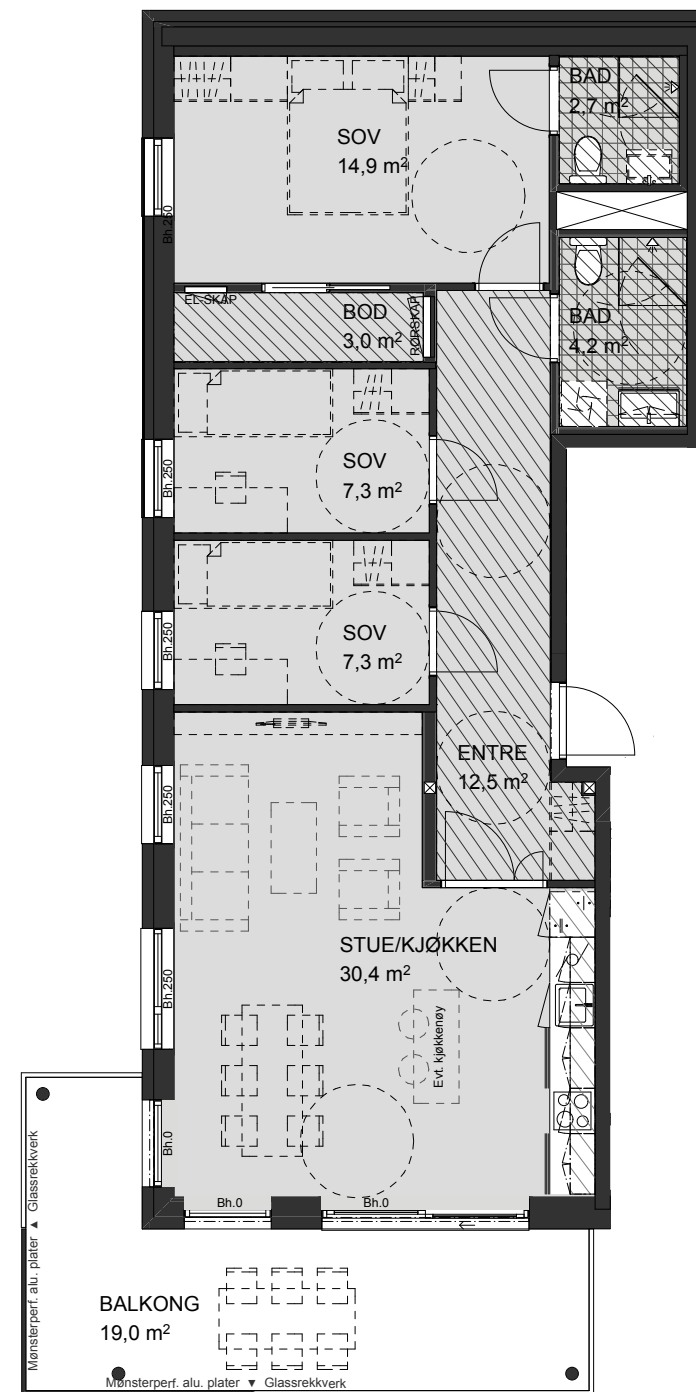 BAD
2,7 m²
SOV
14,9 m²
Bh.250
EL-SKAP
BOD
3,0 m²
RØRSKAP
BAD
4,2 m²
SOV
7,3 m²
Bh.250
SOV
7,3 m²
Bh.250
ENTRE
12,5 m²
Bh.250
STUE/KJØKKEN
30,4 m²
Bh.250
Evt. kjøkkenøy
Bh.0
Bh.0
Bh.0
Mønsterperf. alu. plater ▲ Glassrekkverk
BALKONG
19,0 m²
Mønsterperf. alu. plater ▼ Glassrekkverk